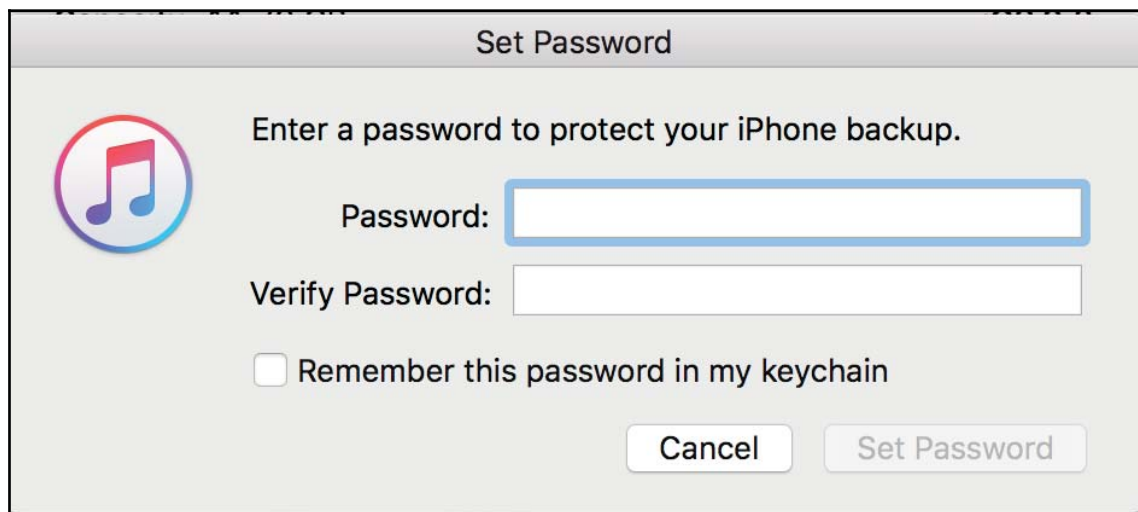 Set Password
Enter a password to protect your iPhone backup.
Password:
Verify Password:
Remember this password in my keychain
Cancel
Set Password